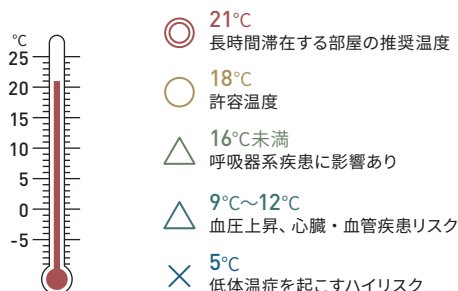 ℃
25
20
15
10
5
0
-5
21℃
長時間滞在する部屋の推奨温度
18℃
許容温度
16℃未満
呼吸器系疾患に影響あり
9℃〜12℃
血圧上昇、心臓・血管疾患リスク
5℃
低体温症を起こすハイリスク